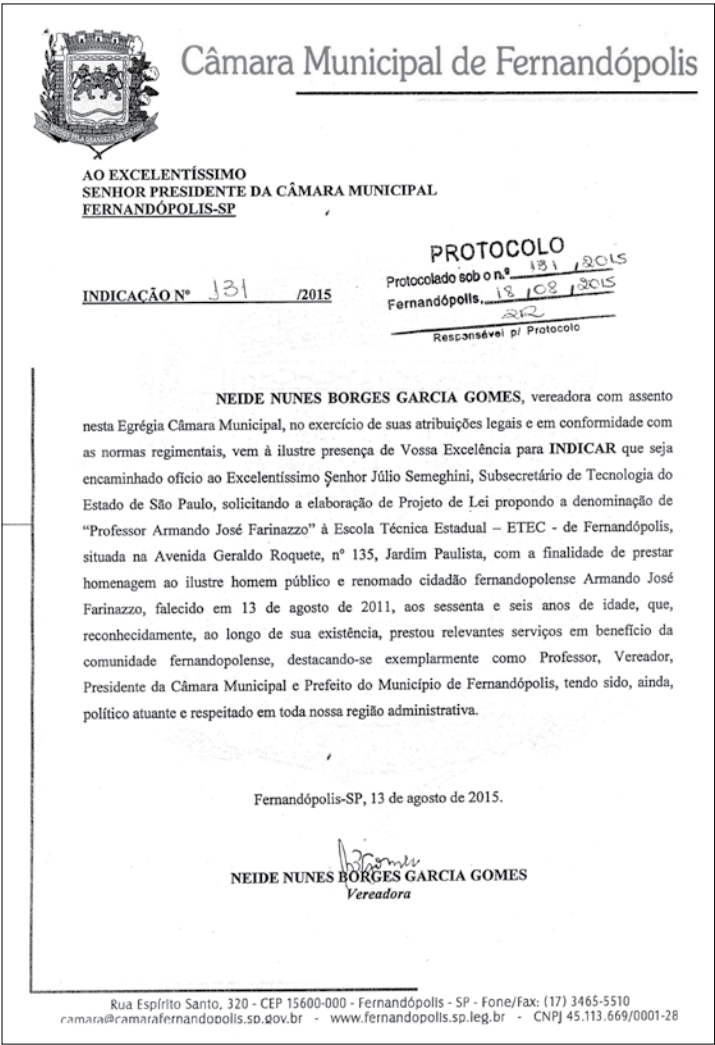 Câmara Municipal de Fernandópolis
AO EXCELENTÍSSIMO
SENHOR PRESIDENTE DA CÂMARA MUNICIPAL
FERNANDÓPOLIS-SP
PROTOCOLO
Protocolado sob o n.º 131 / 2015
Fernandópolis, 18 / 08 / 2015
Responsável p/ Protocolo
INDICAÇÃO Nº 131 /2015
NEIDE NUNES BORGES GARCIA GOMES, vereadora com assento
nesta Egrégia Câmara Municipal, no exercício de suas atribuições legais e em conformidade com
as normas regimentais, vem à ilustre presença de Vossa Excelência para INDICAR que seja
encaminhado ofício ao Excelentíssimo Senhor Júlio Semeghini, Subsecretário de Tecnologia do
Estado de São Paulo, solicitando a elaboração de Projeto de Lei propondo a denominação de
“Professor Armando José Farinazzo” à Escola Técnica Estadual – ETEC - de Fernandópolis,
situada na Avenida Geraldo Roquete, nº 135, Jardim Paulista, com a finalidade de prestar
homenagem ao ilustre homem público e renomado cidadão fernandopolense Armando José
Farinazzo, falecido em 13 de agosto de 2011, aos sessenta e seis anos de idade, que,
reconhecidamente, ao longo de sua existência, prestou relevantes serviços em benefício da
comunidade fernandopolense, destacando-se exemplarmente como Professor, Vereador,
Presidente da Câmara Municipal e Prefeito do Município de Fernandópolis, tendo sido, ainda,
político atuante e respeitado em toda nossa região administrativa.
Fernandópolis-SP, 13 de agosto de 2015.
NEIDE NUNES BORGES GARCIA GOMES
Vereadora
Rua Espírito Santo, 320 - CEP 15600-000 - Fernandópolis - SP - Fone/Fax: (17) 3465-5510
camara@camarafernandopolis.sp.gov.br - www.fernandopolis.sp.leg.br - CNPJ 45.113.669/0001-28